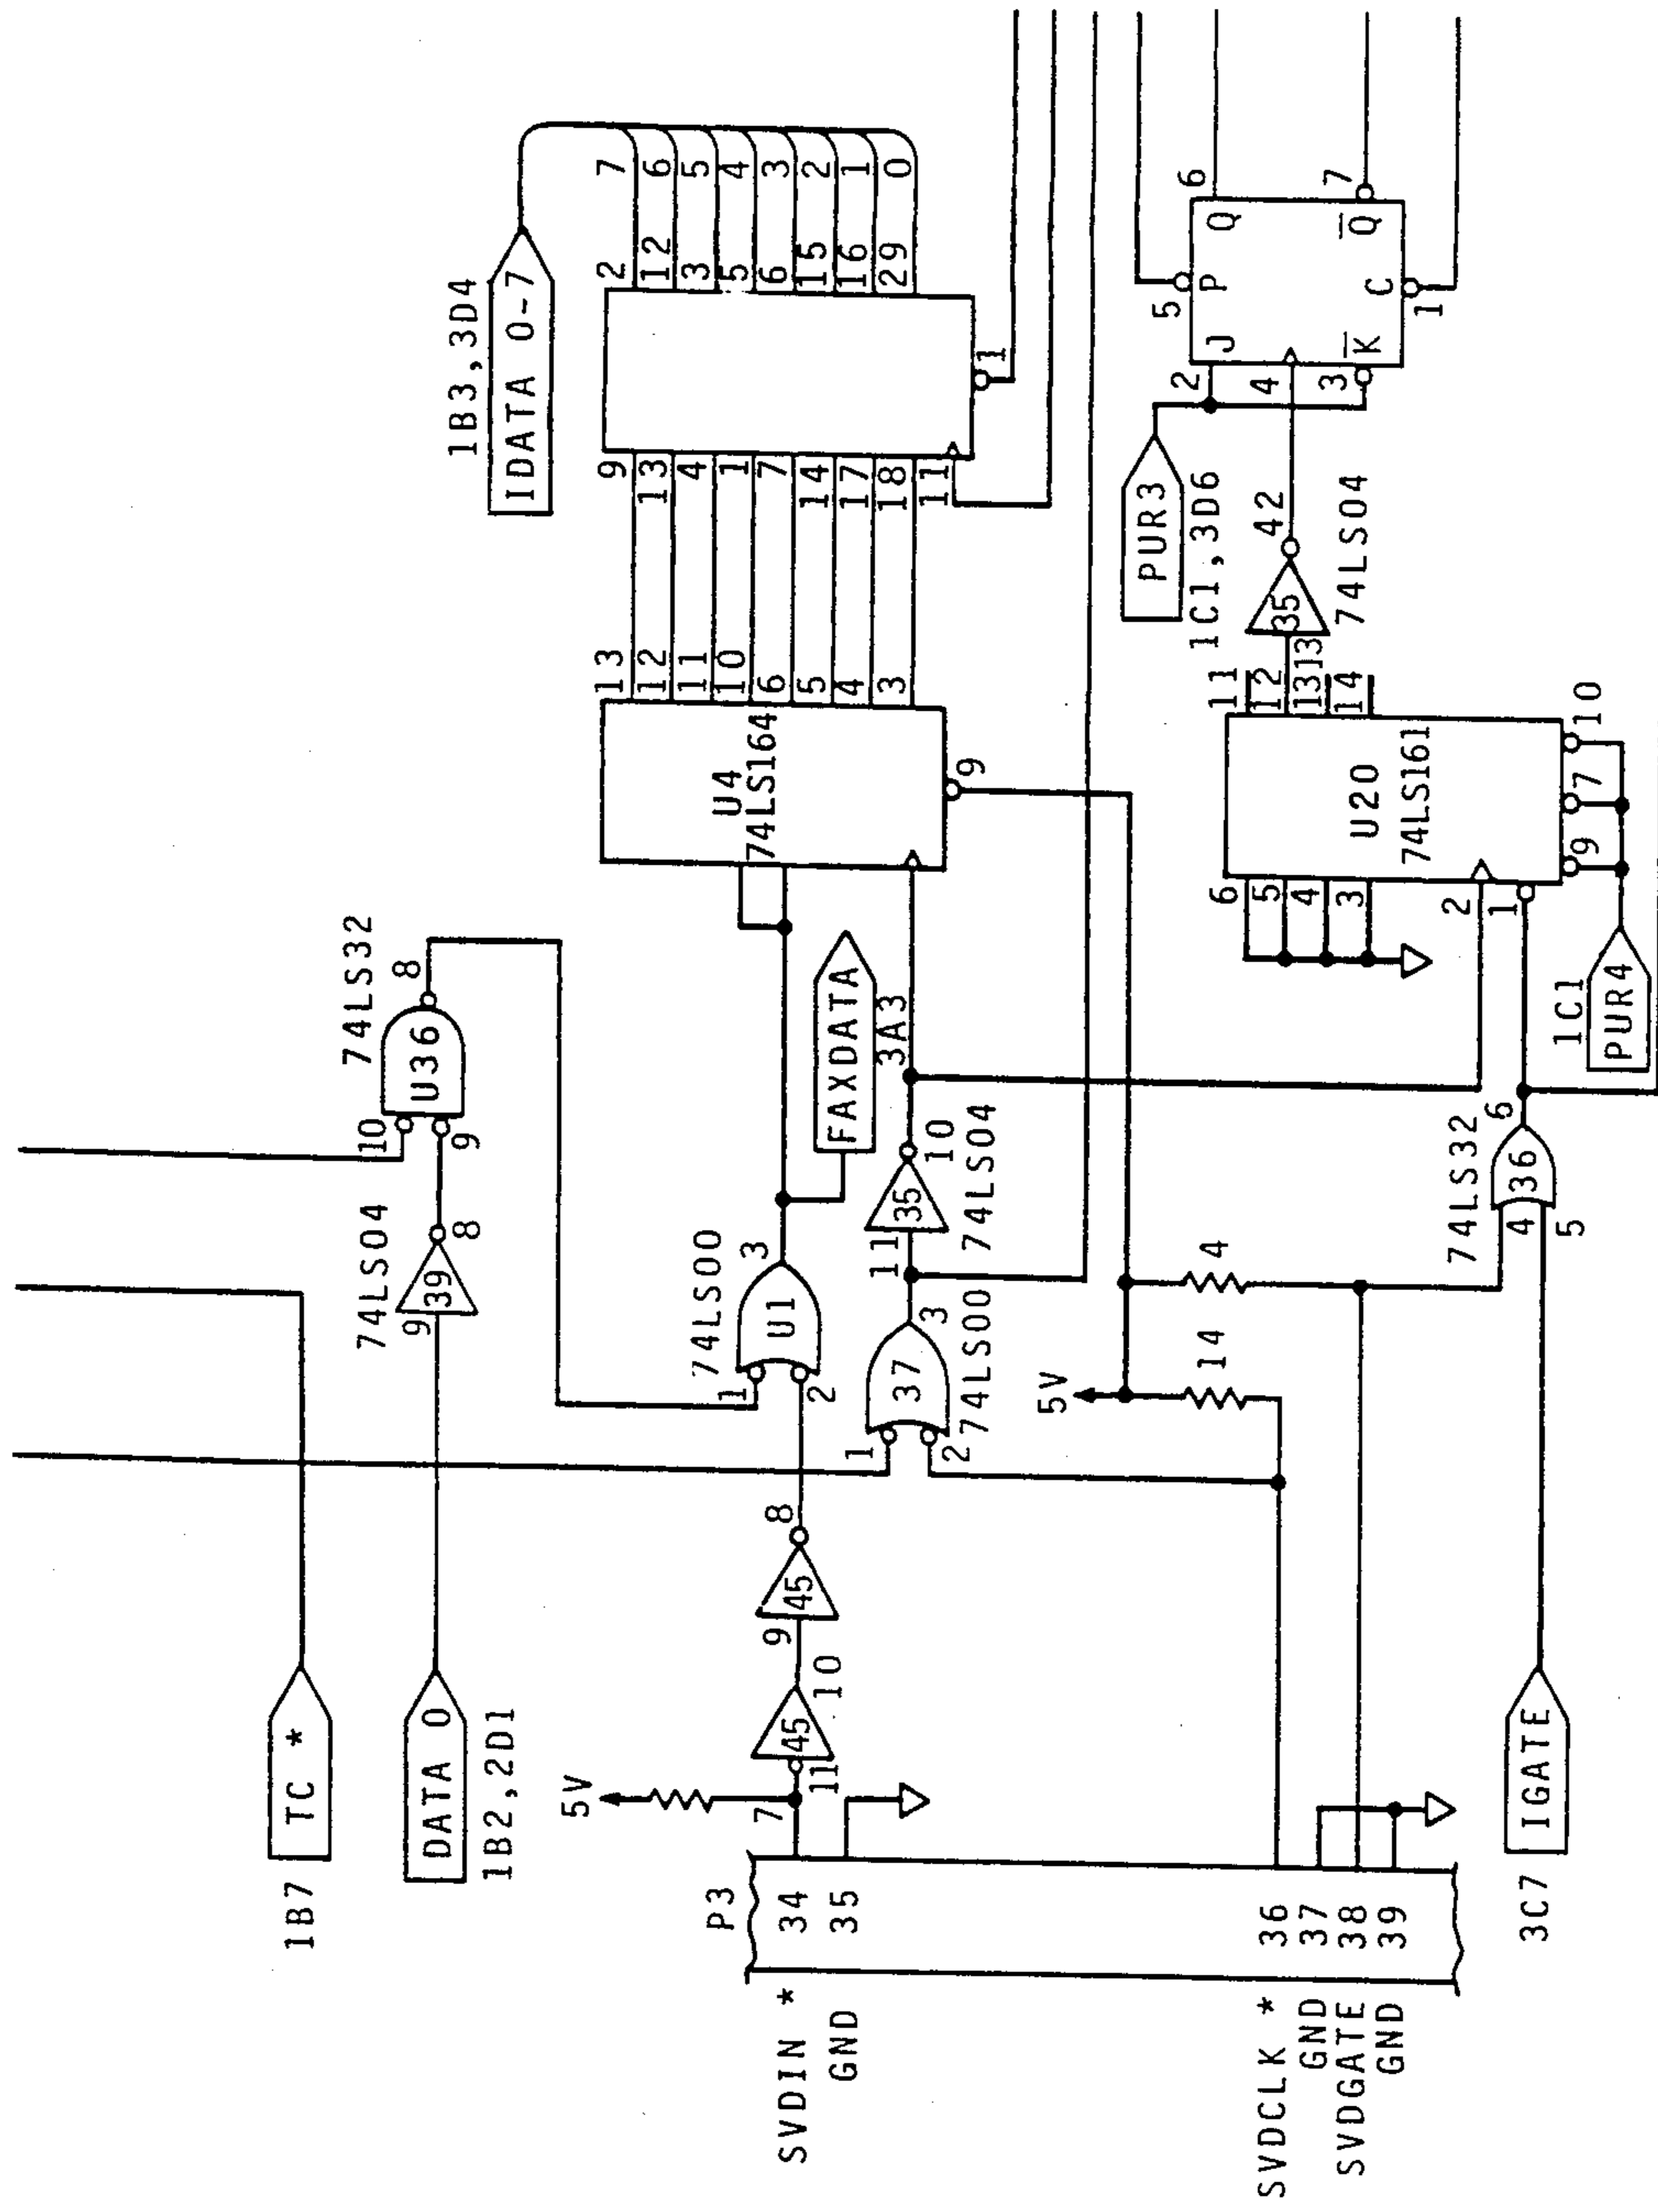 1B7
TC *
DATA 0
1B2,2D1
74LS04
9
39
8
10
9
U36
8
74LS32
1B3,3D4
IDATA 0-7
5V
7
SVDIN *
GND
P3
34
35
11
45
10
9
45
8
1
2
74LS00
U1
3
FAXDATA
3A3
U4
74LS164
13
12
11
10
6
5
4
3
9
9
13
4
1
7
14
17
18
11
2
12
3
5
6
15
16
29
1
7
6
5
4
3
2
1
0
1
2
37
74LS00
3
11
35
10
74LS04
5V
14
4
SVDCLK *
GND
SVDGATE
GND
36
37
38
39
3C7
IGATE
74LS32
4
5
36
6
1C1
PUR4
6
5
4
3
2
1
U20
74LS161
9
7
10
11
12
13
14
13
35
42
74LS04
PUR3
1C1,3D6
2
4
3
J
K
5
P
C
1
Q
Q
6
7